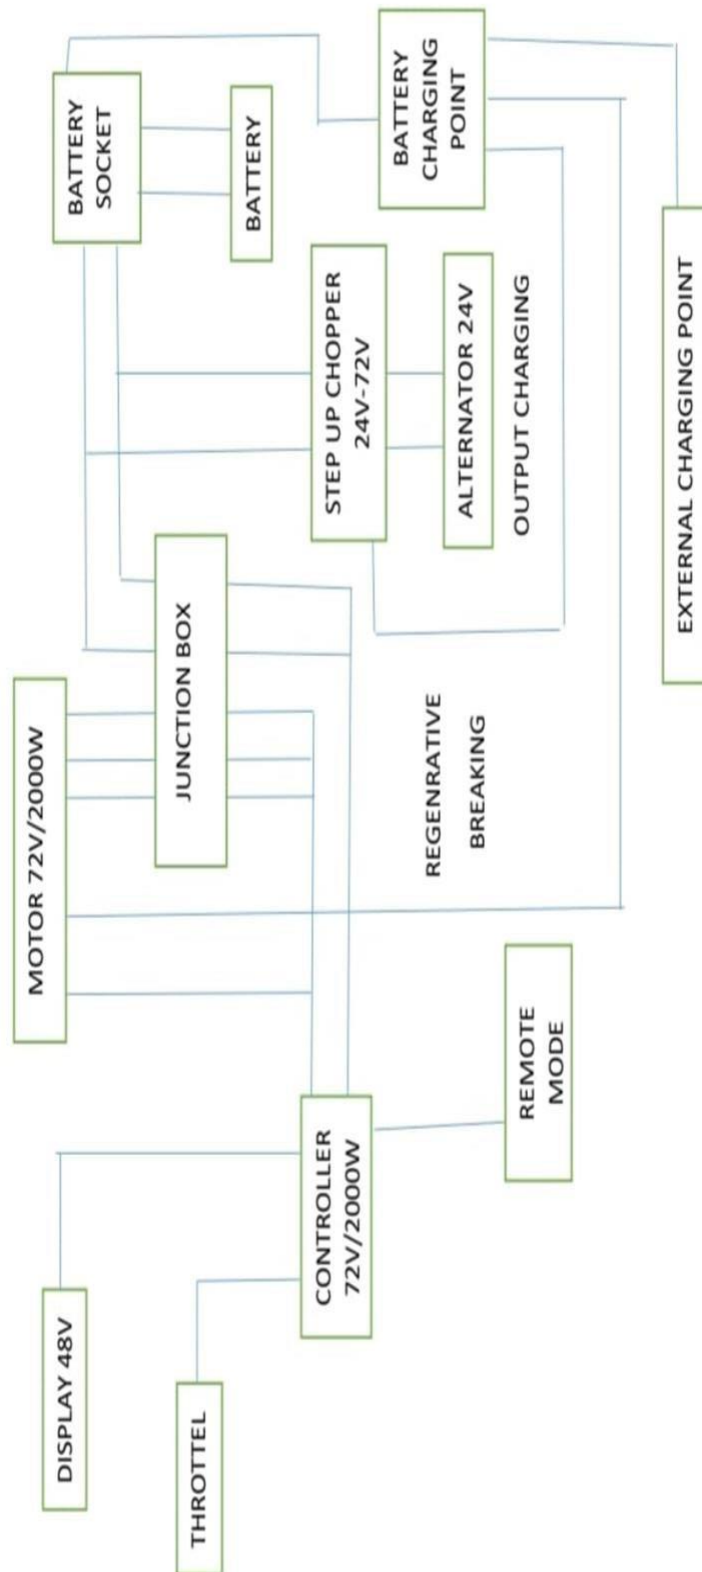 DISPLAY 48V
MOTOR 72V/2000W
BATTERY
SOCKET
THROTTEL
JUNCTION BOX
BATTERY
CONTROLLER
72V/2000W
STEP UP CHOPPER
24V-72V
BATTERY
CHARGING
POINT
REGENRATIVE
BREAKING
ALTERNATOR 24V
OUTPUT CHARGING
REMOTE
MODE
EXTERNAL CHARGING POINT